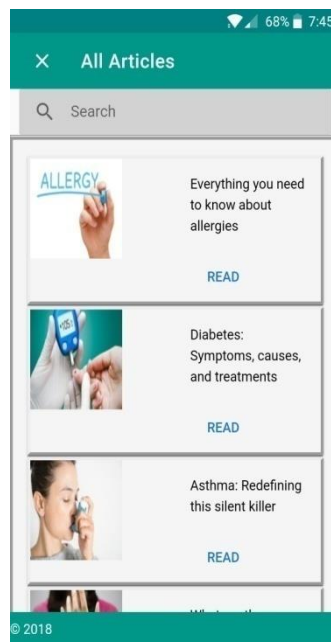 68% 7:45
All Articles
Search
ALLERGY
Everything you need
to know about
allergies
READ
Diabetes:
Symptoms, causes,
and treatments
READ
Asthma: Redefining
this silent killer
READ
© 2018